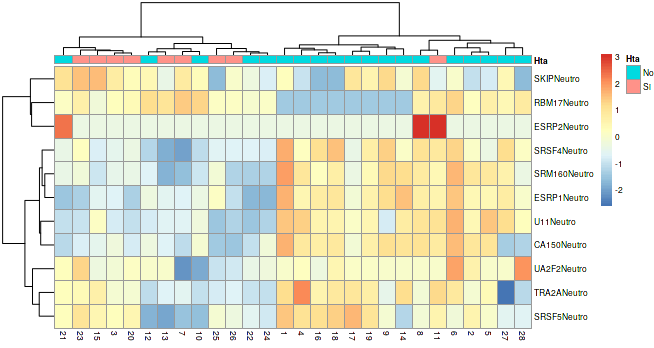 Hta
SKIPNeutro
RBM17Neutro
ESRP2Neutro
SRSF4Neutro
SRM160Neutro
ESRP1Neutro
U11Neutro
CA150Neutro
UA2F2Neutro
TRA2ANeutro
SRSF5Neutro
21 23 15 3 20 12 13 7 10 25 26 22 24 1 4 16 18 17 19 9 14 8 11 6 2 5 27 28
3
2
1
0
-1
-2
Hta
No
Si